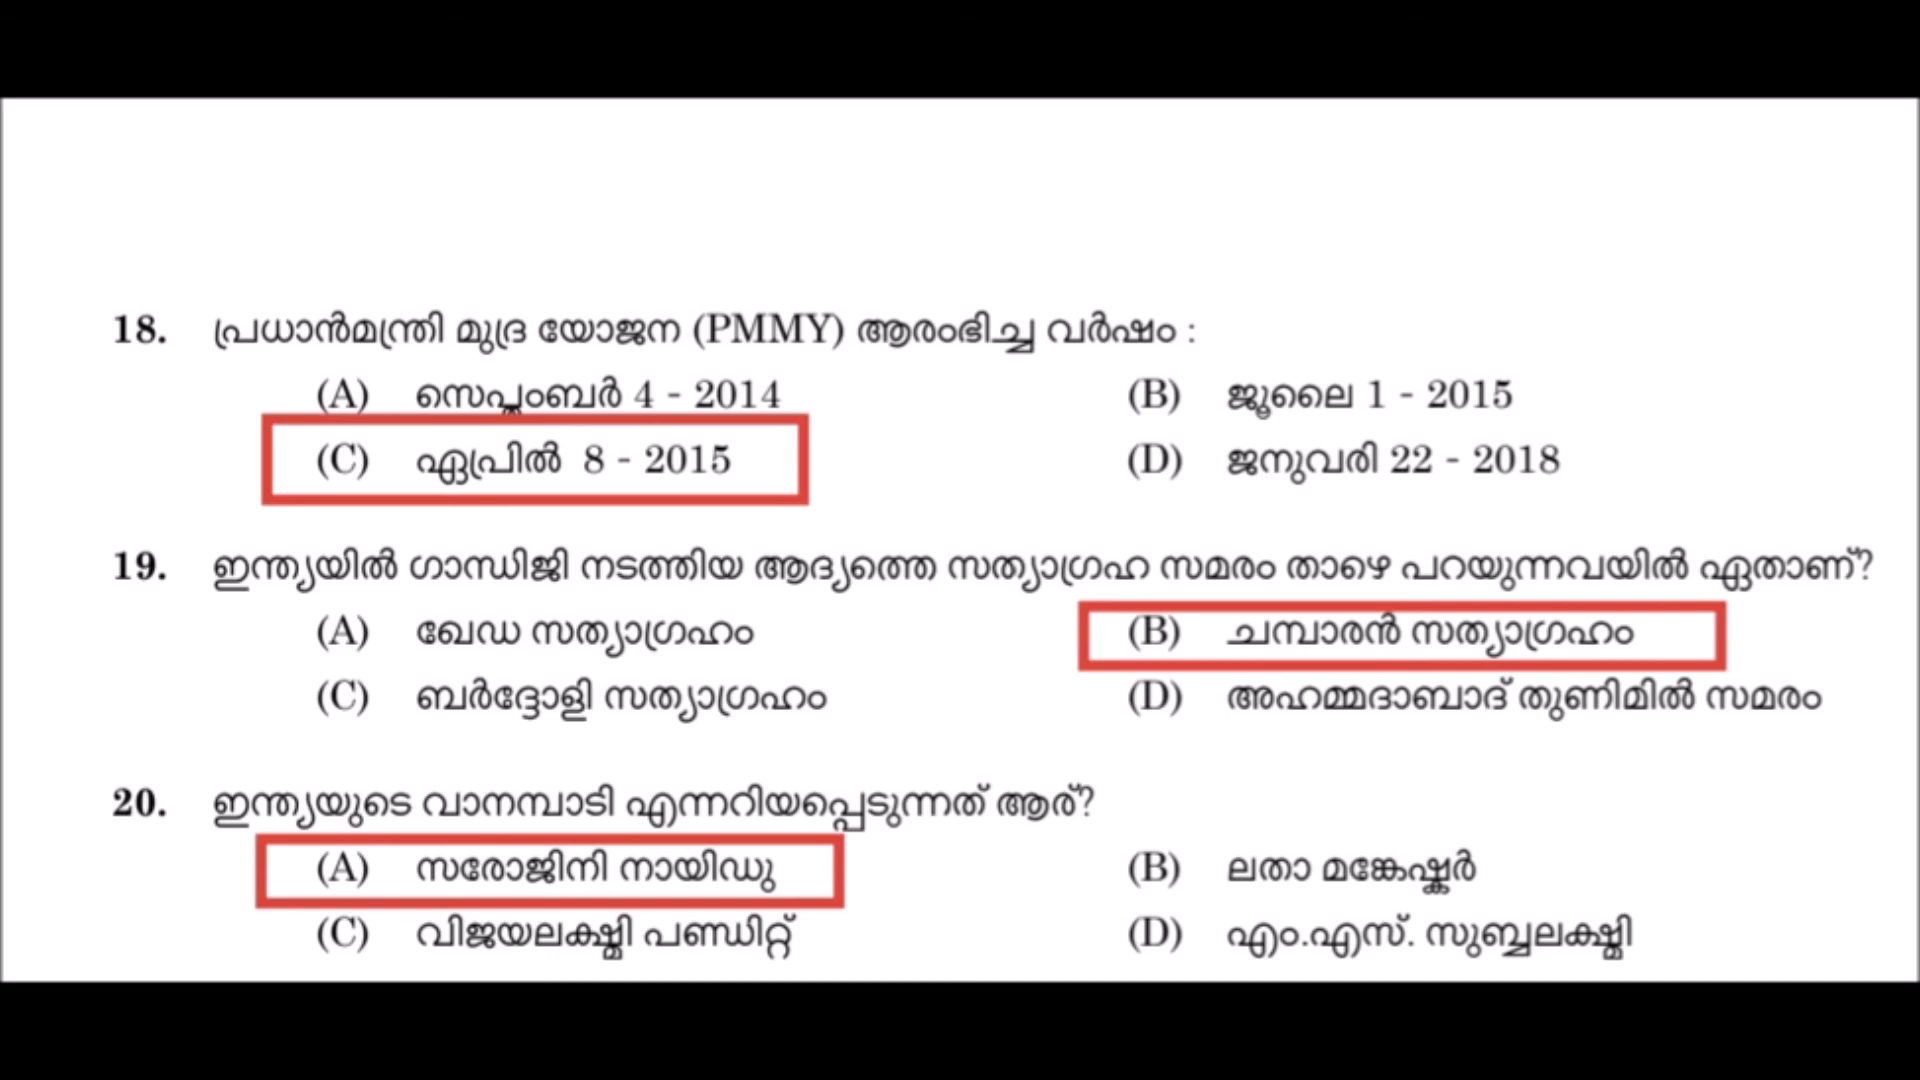 18. പ്രധാൻമന്ത്രി മുദ്ര യോജന (PMMY) ആരംഭിച്ച വർഷം :
(A) സെപ്തംബർ 4 - 2014 (B) ജൂലൈ 1 - 2015
(C) ഏപ്രിൽ 8 - 2015 (D) ജനുവരി 22 - 2018
19. ഇന്ത്യയിൽ ഗാന്ധിജി നടത്തിയ ആദ്യത്തെ സത്യാഗ്രഹ സമരം താഴെ പറയുന്നവയിൽ ഏതാണ്?
(A) ഖേഡ സത്യാഗ്രഹം (B) ചമ്പാരൻ സത്യാഗ്രഹം
(C) ബർദ്ദോളി സത്യാഗ്രഹം (D) അഹമ്മദാബാദ് തുണിമിൽ സമരം
20. ഇന്ത്യയുടെ വാനമ്പാടി എന്നറിയപ്പെടുന്നത് ആര്?
(A) സരോജിനി നായിഡു (B) ലതാ മങ്കേഷ്കർ
(C) വിജയലക്ഷ്മി പണ്ഡിറ്റ് (D) എം.എസ്. സുബ്ബലക്ഷ്മി